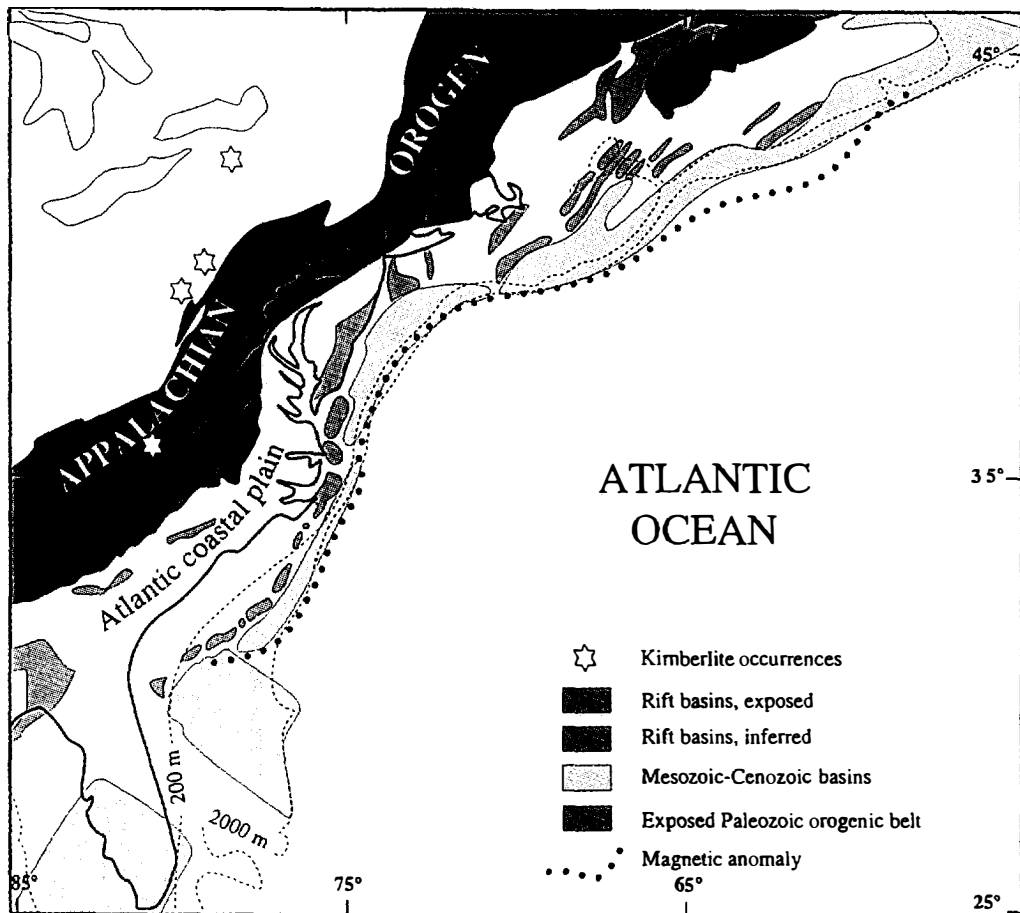 45°
OROGEN
APPALACHIAN
Atlantic coastal plain
ATLANTIC
OCEAN
35°
Kimberlite occurrences
Rift basins, exposed
Rift basins, inferred
Mesozoic-Cenozoic basins
Exposed Paleozoic orogenic belt
Magnetic anomaly
200 m
2000 m
85°
75°
65°
25°